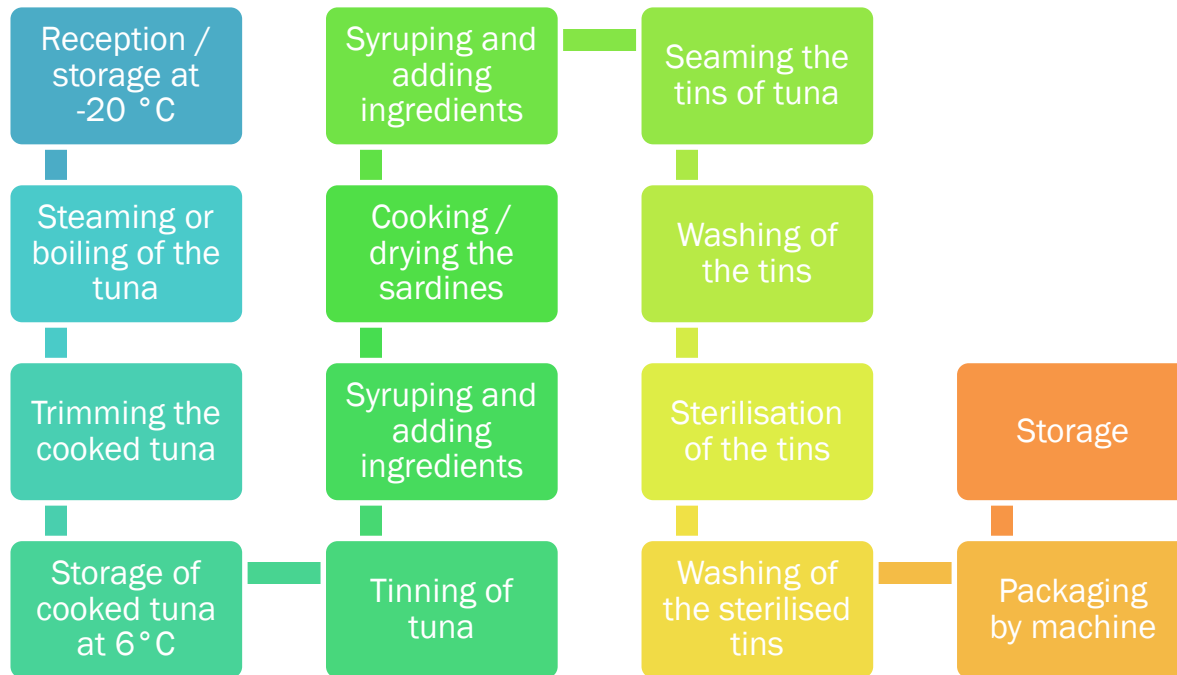 Reception /
storage at
-20 °C
Steaming or
boiling of the
tuna
Trimming the
cooked tuna
Storage of
cooked tuna
at 6°C
Tinning of
tuna
Syruping and
adding
ingredients
Cooking /
drying the
sardines
Syruping and
adding
ingredients
Seaming the
tins of tuna
Washing of
the tins
Sterilisation
of the tins
Washing of
the sterilised
tins
Packaging
by machine
Storage